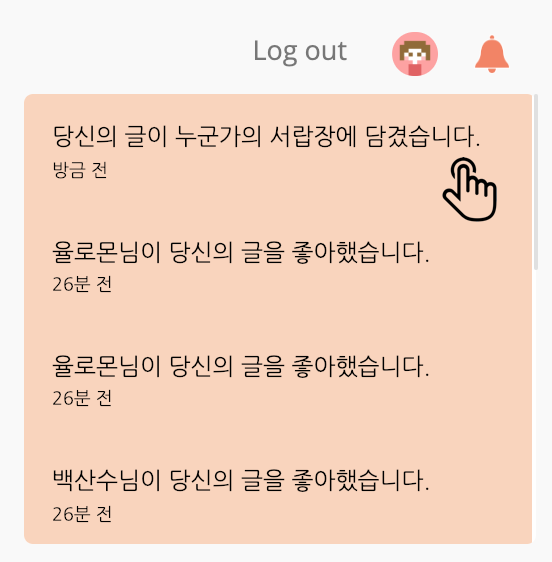 Log out
당신의 글이 누군가의 서랍장에 담겼습니다.
방금 전
율로몬님이 당신의 글을 좋아했습니다.
26분 전
율로몬님이 당신의 글을 좋아했습니다.
26분 전
백산수님이 당신의 글을 좋아했습니다.
26분 전